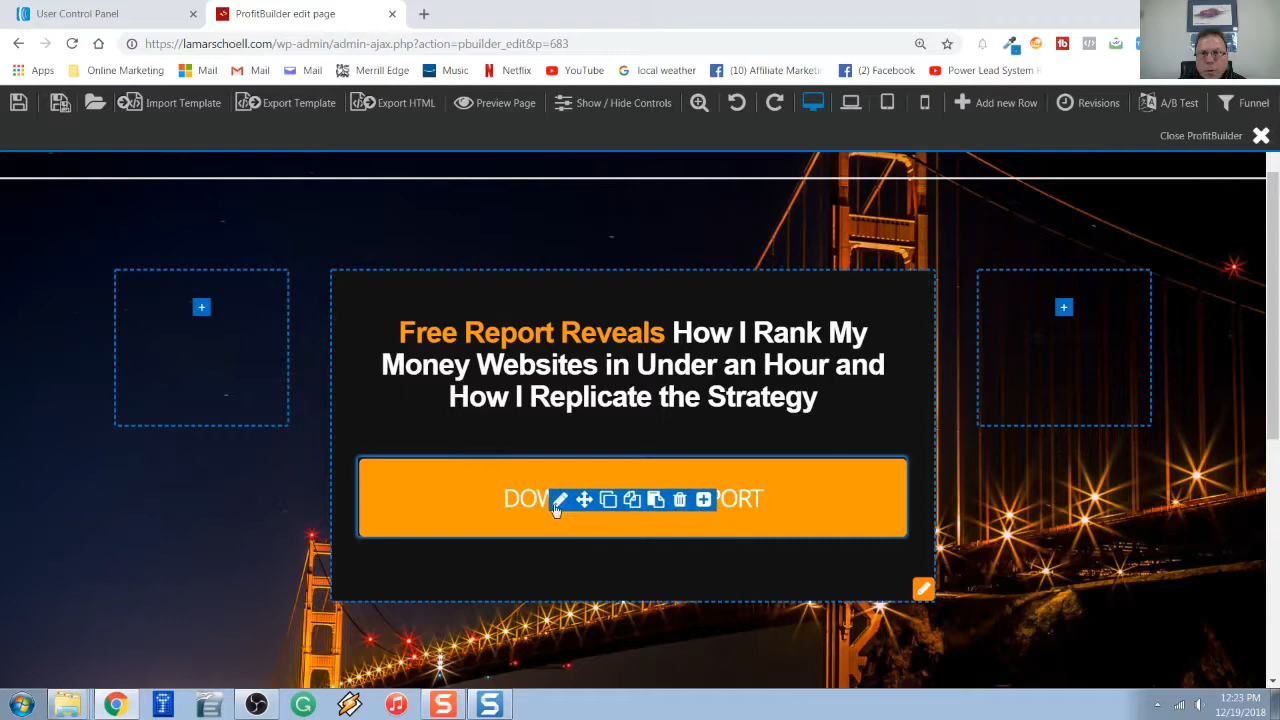 User Control Panel
ProfitBuilder edit page
https://lamarschoell.com/wp-admin/admin-ajax.php?action=pbuilder_edit&p=683
Apps
Online Marketing
Mail
Mail
Mail
Merrill Edge
Music
Netflix
YouTube
local weather
(10) Affiliate Marketi
(2) Facebook
Power Lead System
Import Template
Export Template
Export HTML
Preview Page
Show / Hide Controls
Add new Row
Revisions
A/B Test
Funnel
Close ProfitBuilder
Free Report Reveals How I Rank My
Money Websites in Under an Hour and
How I Replicate the Strategy
12:23 PM
12/19/2018